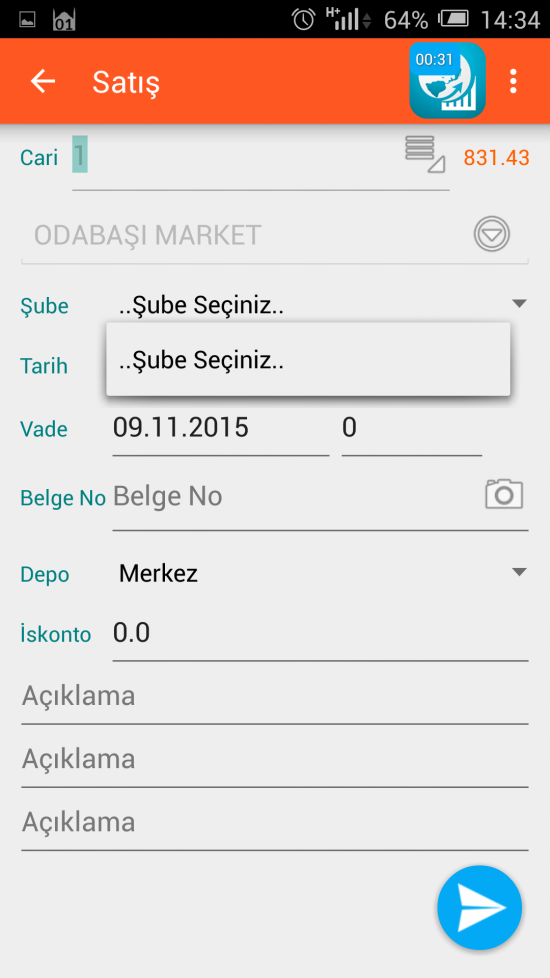 01 H+ 64% 14:34
Satış 00:31
Cari 1 831.43
ODABAŞI MARKET
Şube ..Şube Seçiniz..
..Şube Seçiniz..
Tarih
Vade 09.11.2015 0
Belge No Belge No
Depo Merkez
İskonto 0.0
Açıklama
Açıklama
Açıklama